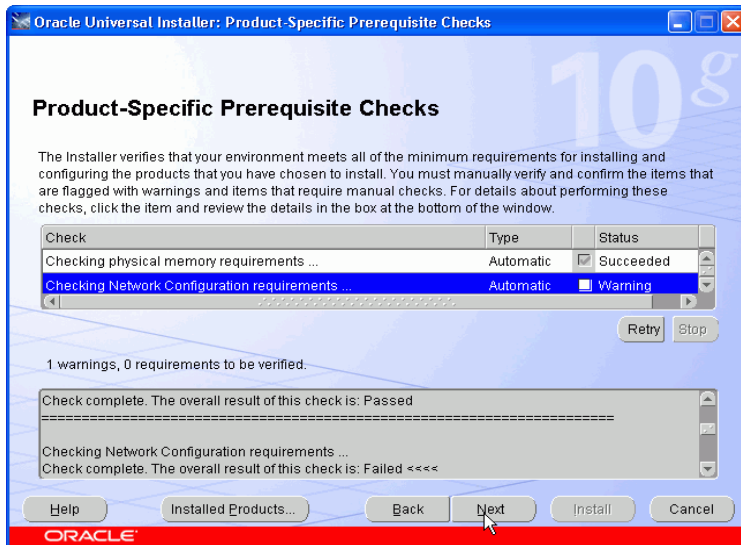 Oracle Universal Installer: Product-Specific Prerequisite Checks
10g
Product-Specific Prerequisite Checks
The Installer verifies that your environment meets all of the minimum requirements for installing and
configuring the products that you have chosen to install. You must manually verify and confirm the items that
are flagged with warnings and items that require manual checks. For details about performing these
checks, click the item and review the details in the box at the bottom of the window.
Check Type Status
Checking physical memory requirements ... Automatic Succeeded
Checking Network Configuration requirements ... Automatic Warning
Retry Stop
1 warnings, 0 requirements to be verified.
Check complete. The overall result of this check is: Passed
========================================================================
Checking Network Configuration requirements ...
Check complete. The overall result of this check is: Failed <<<<
Help Installed Products... Back Next Install Cancel
ORACLE